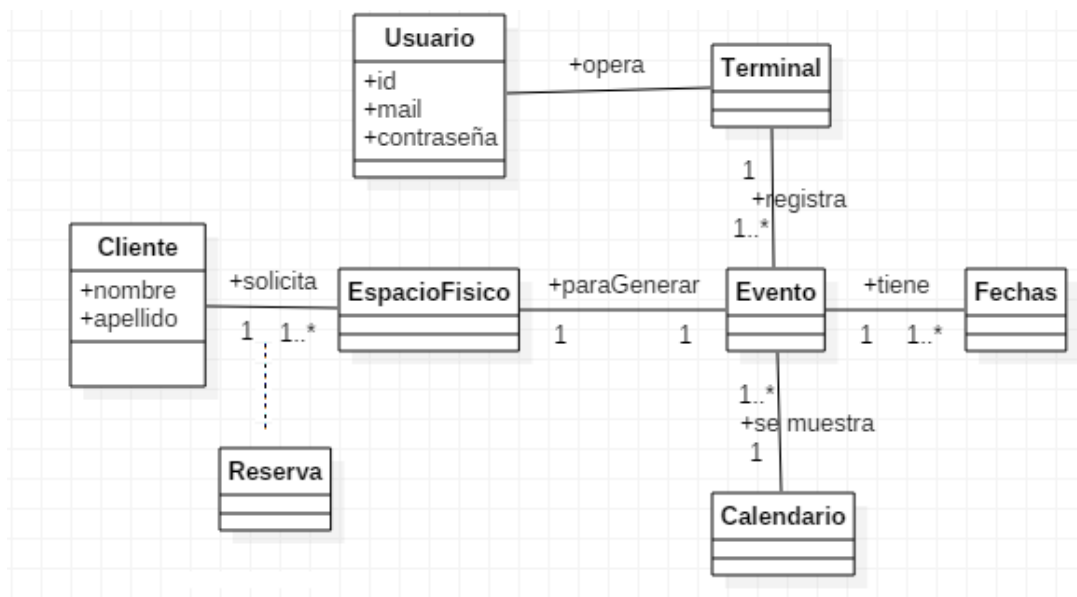 Usuario
+id
+mail
+contraseña
+opera
Terminal
1
+registra
1..*
Cliente
+nombre
+apellido
+solicita
1
1..*
EspacioFisico
+paraGenerar
1
1
Evento
+tiene
1
1..*
Fechas
1..*
+se muestra
1
Reserva
Calendario